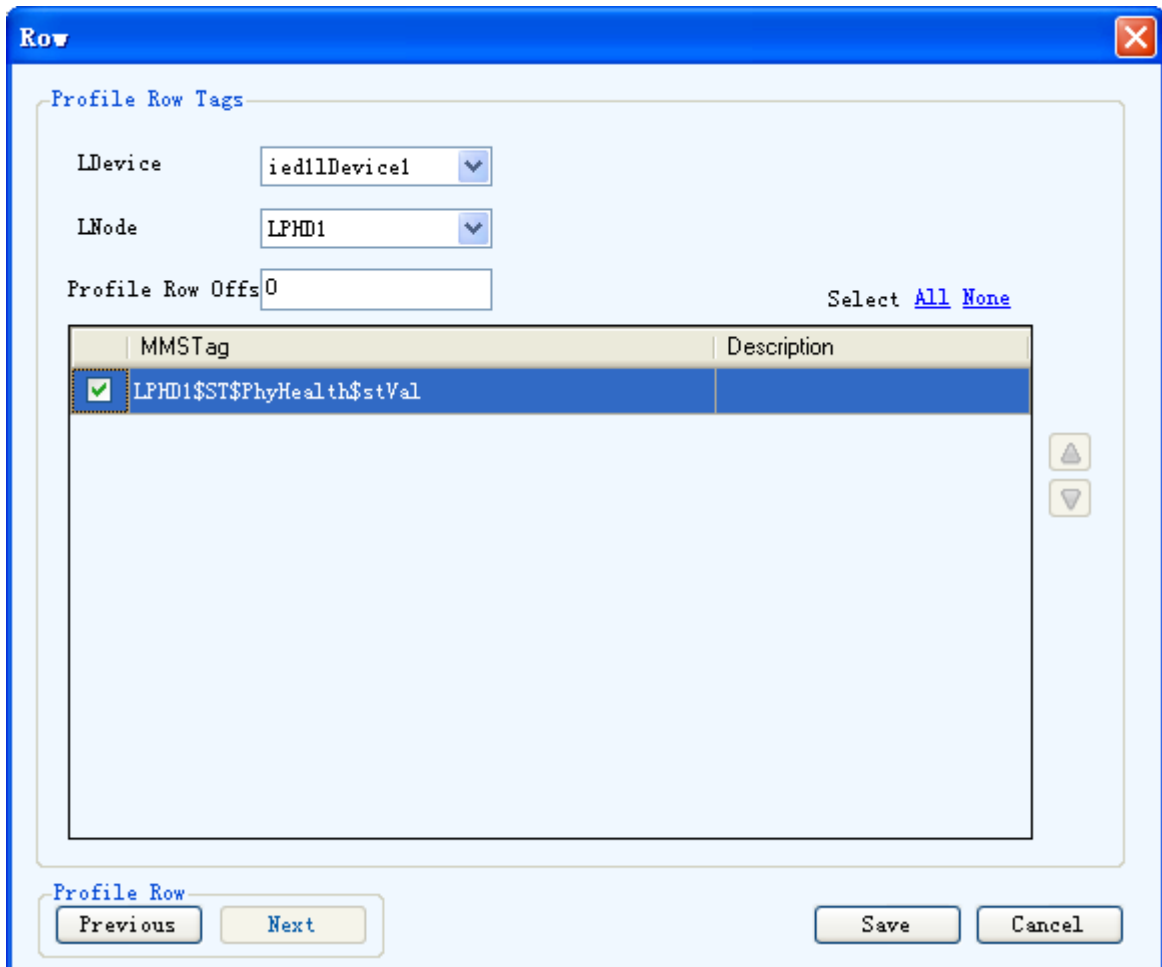 Row
Profile Row Tags
LDevice ied1lDevice1
LNode LPHD1
Profile Row Offs 0
Select All None
MMSTag Description
LPHD1$ST$PhyHealth$stVal
Profile Row
Previous Next Save Cancel